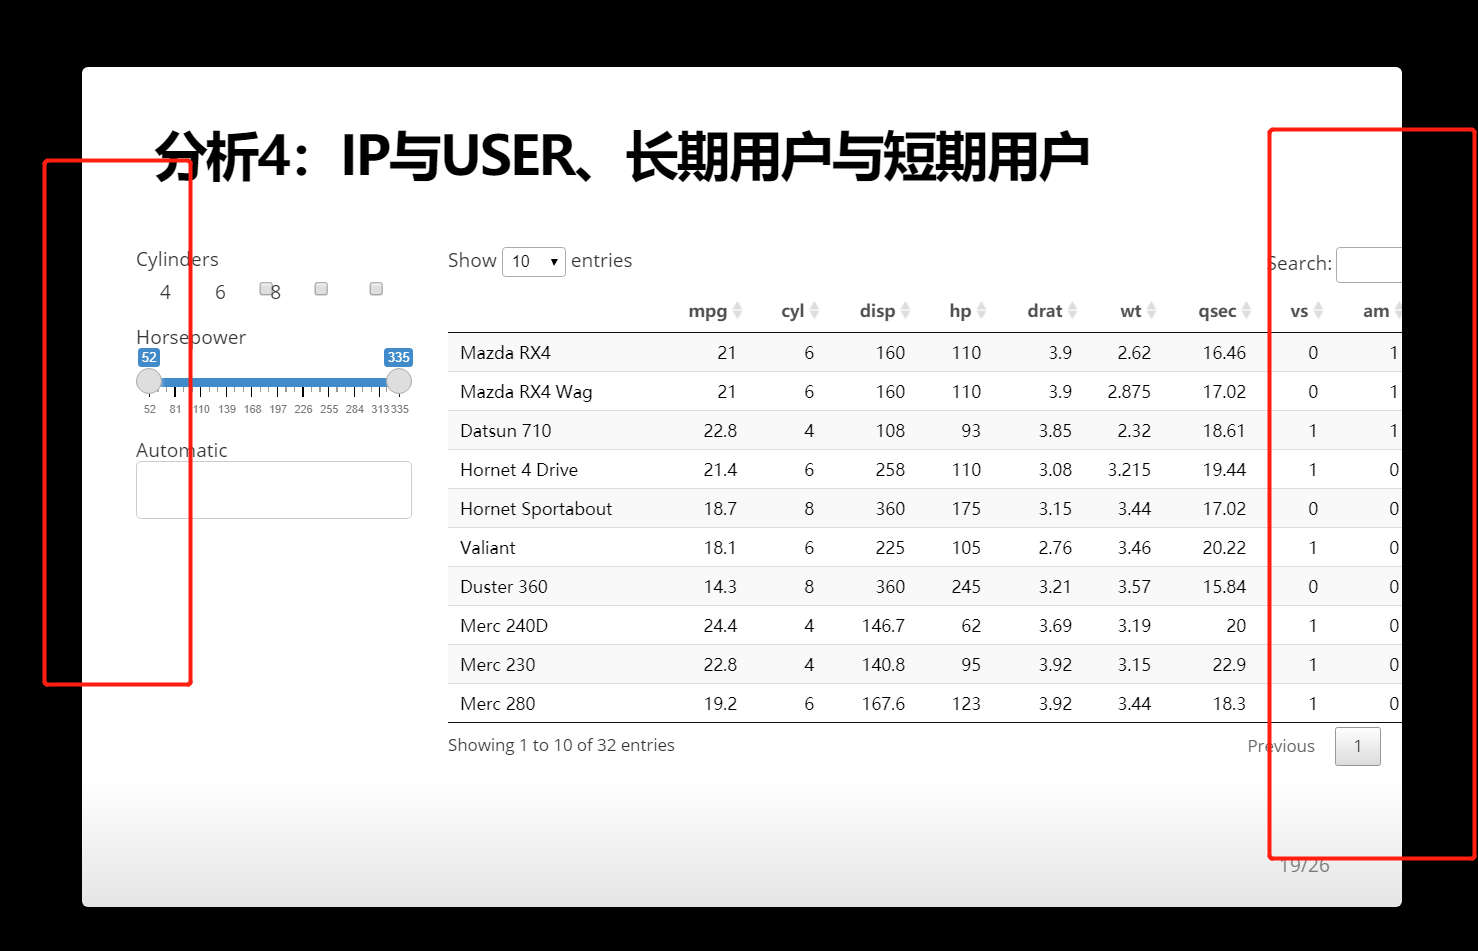 分析4：IP与USER、长期用户与短期用户
Cylinders
4 6 8
Horsepower
52 335
52 81 110 139 168 197 226 255 284 313 335
Automatic
Show 10 entries
Search:
mpg cyl disp hp drat wt qsec vs am
Mazda RX4 21 6 160 110 3.9 2.62 16.46 0 1
Mazda RX4 Wag 21 6 160 110 3.9 2.875 17.02 0 1
Datsun 710 22.8 4 108 93 3.85 2.32 18.61 1 1
Hornet 4 Drive 21.4 6 258 110 3.08 3.215 19.44 1 0
Hornet Sportabout 18.7 8 360 175 3.15 3.44 17.02 0 0
Valiant 18.1 6 225 105 2.76 3.46 20.22 1 0
Duster 360 14.3 8 360 245 3.21 3.57 15.84 0 0
Merc 240D 24.4 4 146.7 62 3.69 3.19 20 1 0
Merc 230 22.8 4 140.8 95 3.92 3.15 22.9 1 0
Merc 280 19.2 6 167.6 123 3.92 3.44 18.3 1 0
Showing 1 to 10 of 32 entries
Previous 1
19/26